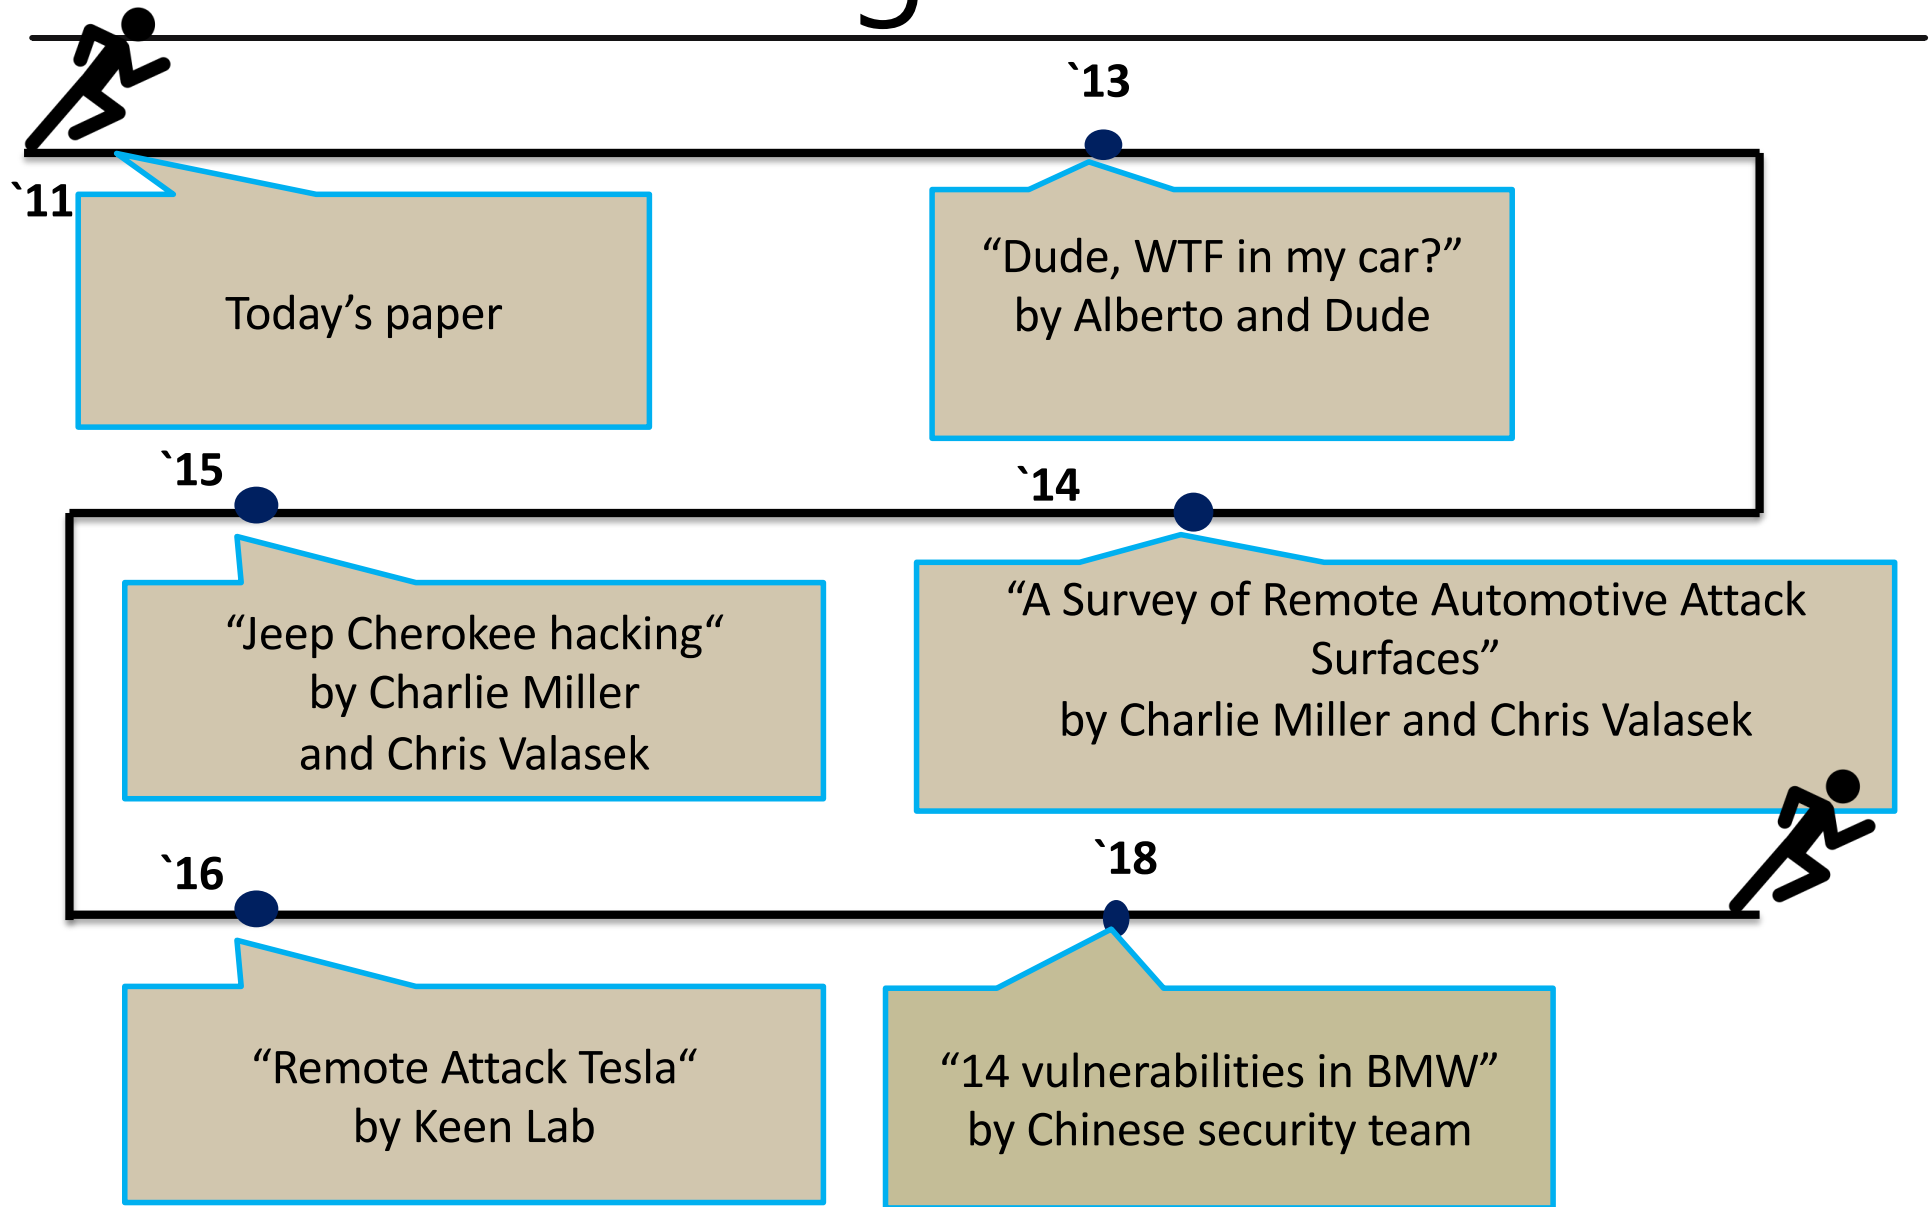 `13
`11
Today’s paper
“Dude, WTF in my car?”
by Alberto and Dude
`14
“A Survey of Remote Automotive Attack
Surfaces”
by Charlie Miller and Chris Valasek
`15
“Jeep Cherokee hacking“
by Charlie Miller
and Chris Valasek
`16
“Remote Attack Tesla“
by Keen Lab
`18
“14 vulnerabilities in BMW”
by Chinese security team